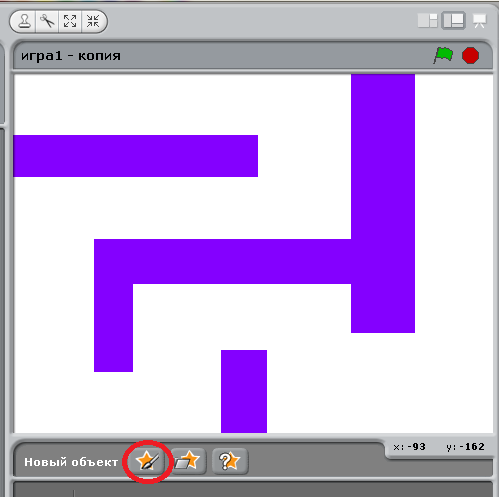 игра1 - копия
x: -93 y: -162
Новый объект